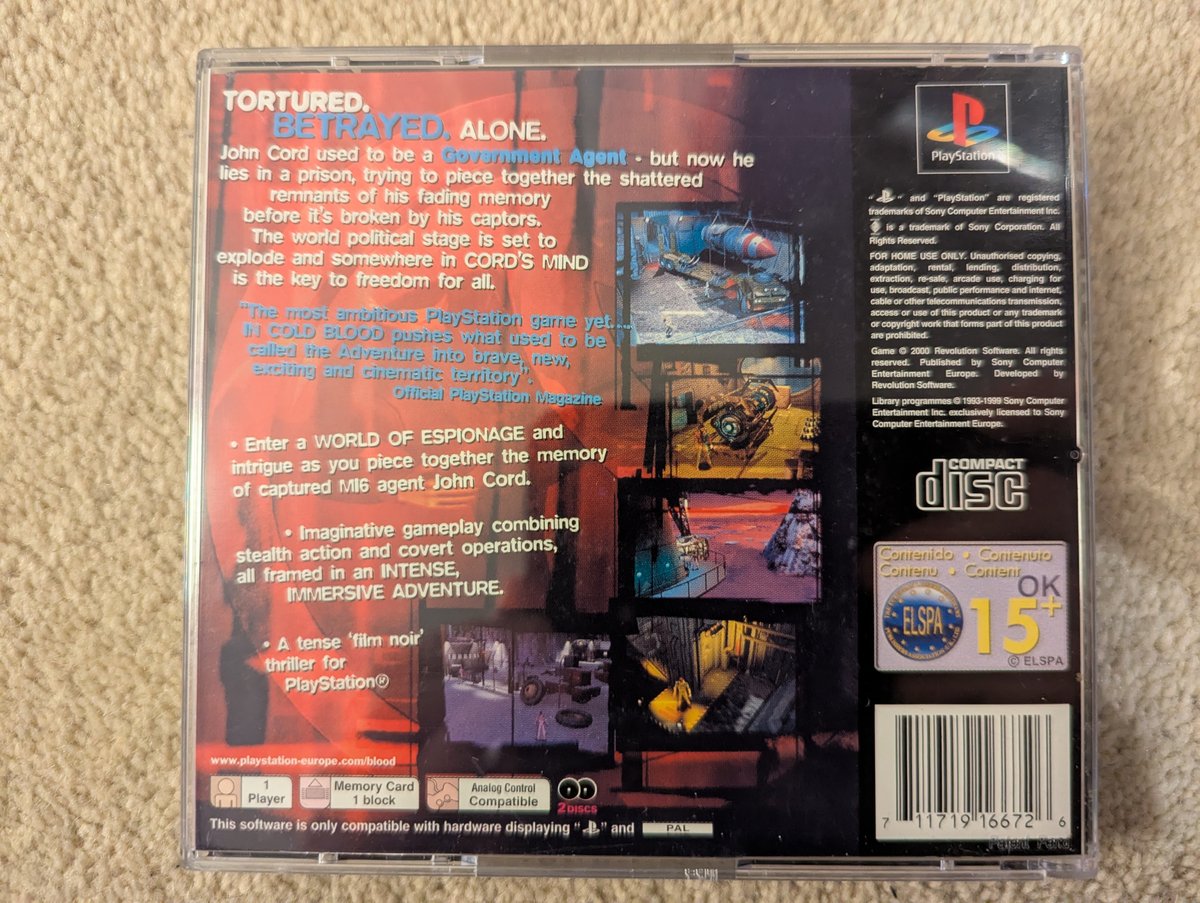 TORTURED.
BETRAYED. ALONE.
John Cord used to be a Government Agent - but now he
lies in a prison, trying to piece together the shattered
remnants of his fading memory
before it's broken by his captors.
The world political stage is set to
explode and somewhere in CORD'S MIND
is the key to freedom for all.
"The most ambitious PlayStation game yet....
IN COLD BLOOD pushes what used to be
called the Adventure into brave, new,
exciting and cinematic territory".
Official PlayStation Magazine
• Enter a WORLD OF ESPIONAGE and
intrigue as you piece together the memory
of captured MI6 agent John Cord.
• Imaginative gameplay combining
stealth action and covert operations,
all framed in an INTENSE,
IMMERSIVE ADVENTURE.
• A tense 'film noir'
thriller for
PlayStation®
www.playstation-europe.com/blood
1
Player
Memory Card
1 block
Analog Control
Compatible
2 DISCS
This software is only compatible with hardware displaying " " and PAL
PlayStation
" " and "PlayStation" are registered
trademarks of Sony Computer Entertainment Inc.
is a trademark of Sony Corporation. All
Rights Reserved.
FOR HOME USE ONLY. Unauthorised copying,
adaptation, rental, lending, distribution,
extraction, re-sale, arcade use, charging for
use, broadcast, public performance and internet,
cable or other telecommunications transmission,
access or use of this product or any trademark
or copyright work that forms part of this product
are prohibited.
Game © 2000 Revolution Software. All rights
reserved. Published by Sony Computer
Entertainment Europe. Developed by
Revolution Software.
Library programmes © 1993-1999 Sony Computer
Entertainment Inc. exclusively licensed to Sony
Computer Entertainment Europe.
COMPACT
disc
Contenido • Contenuto
Contenu • Content
OK
ELSPA
15+
© ELSPA
7 11719 16672 6